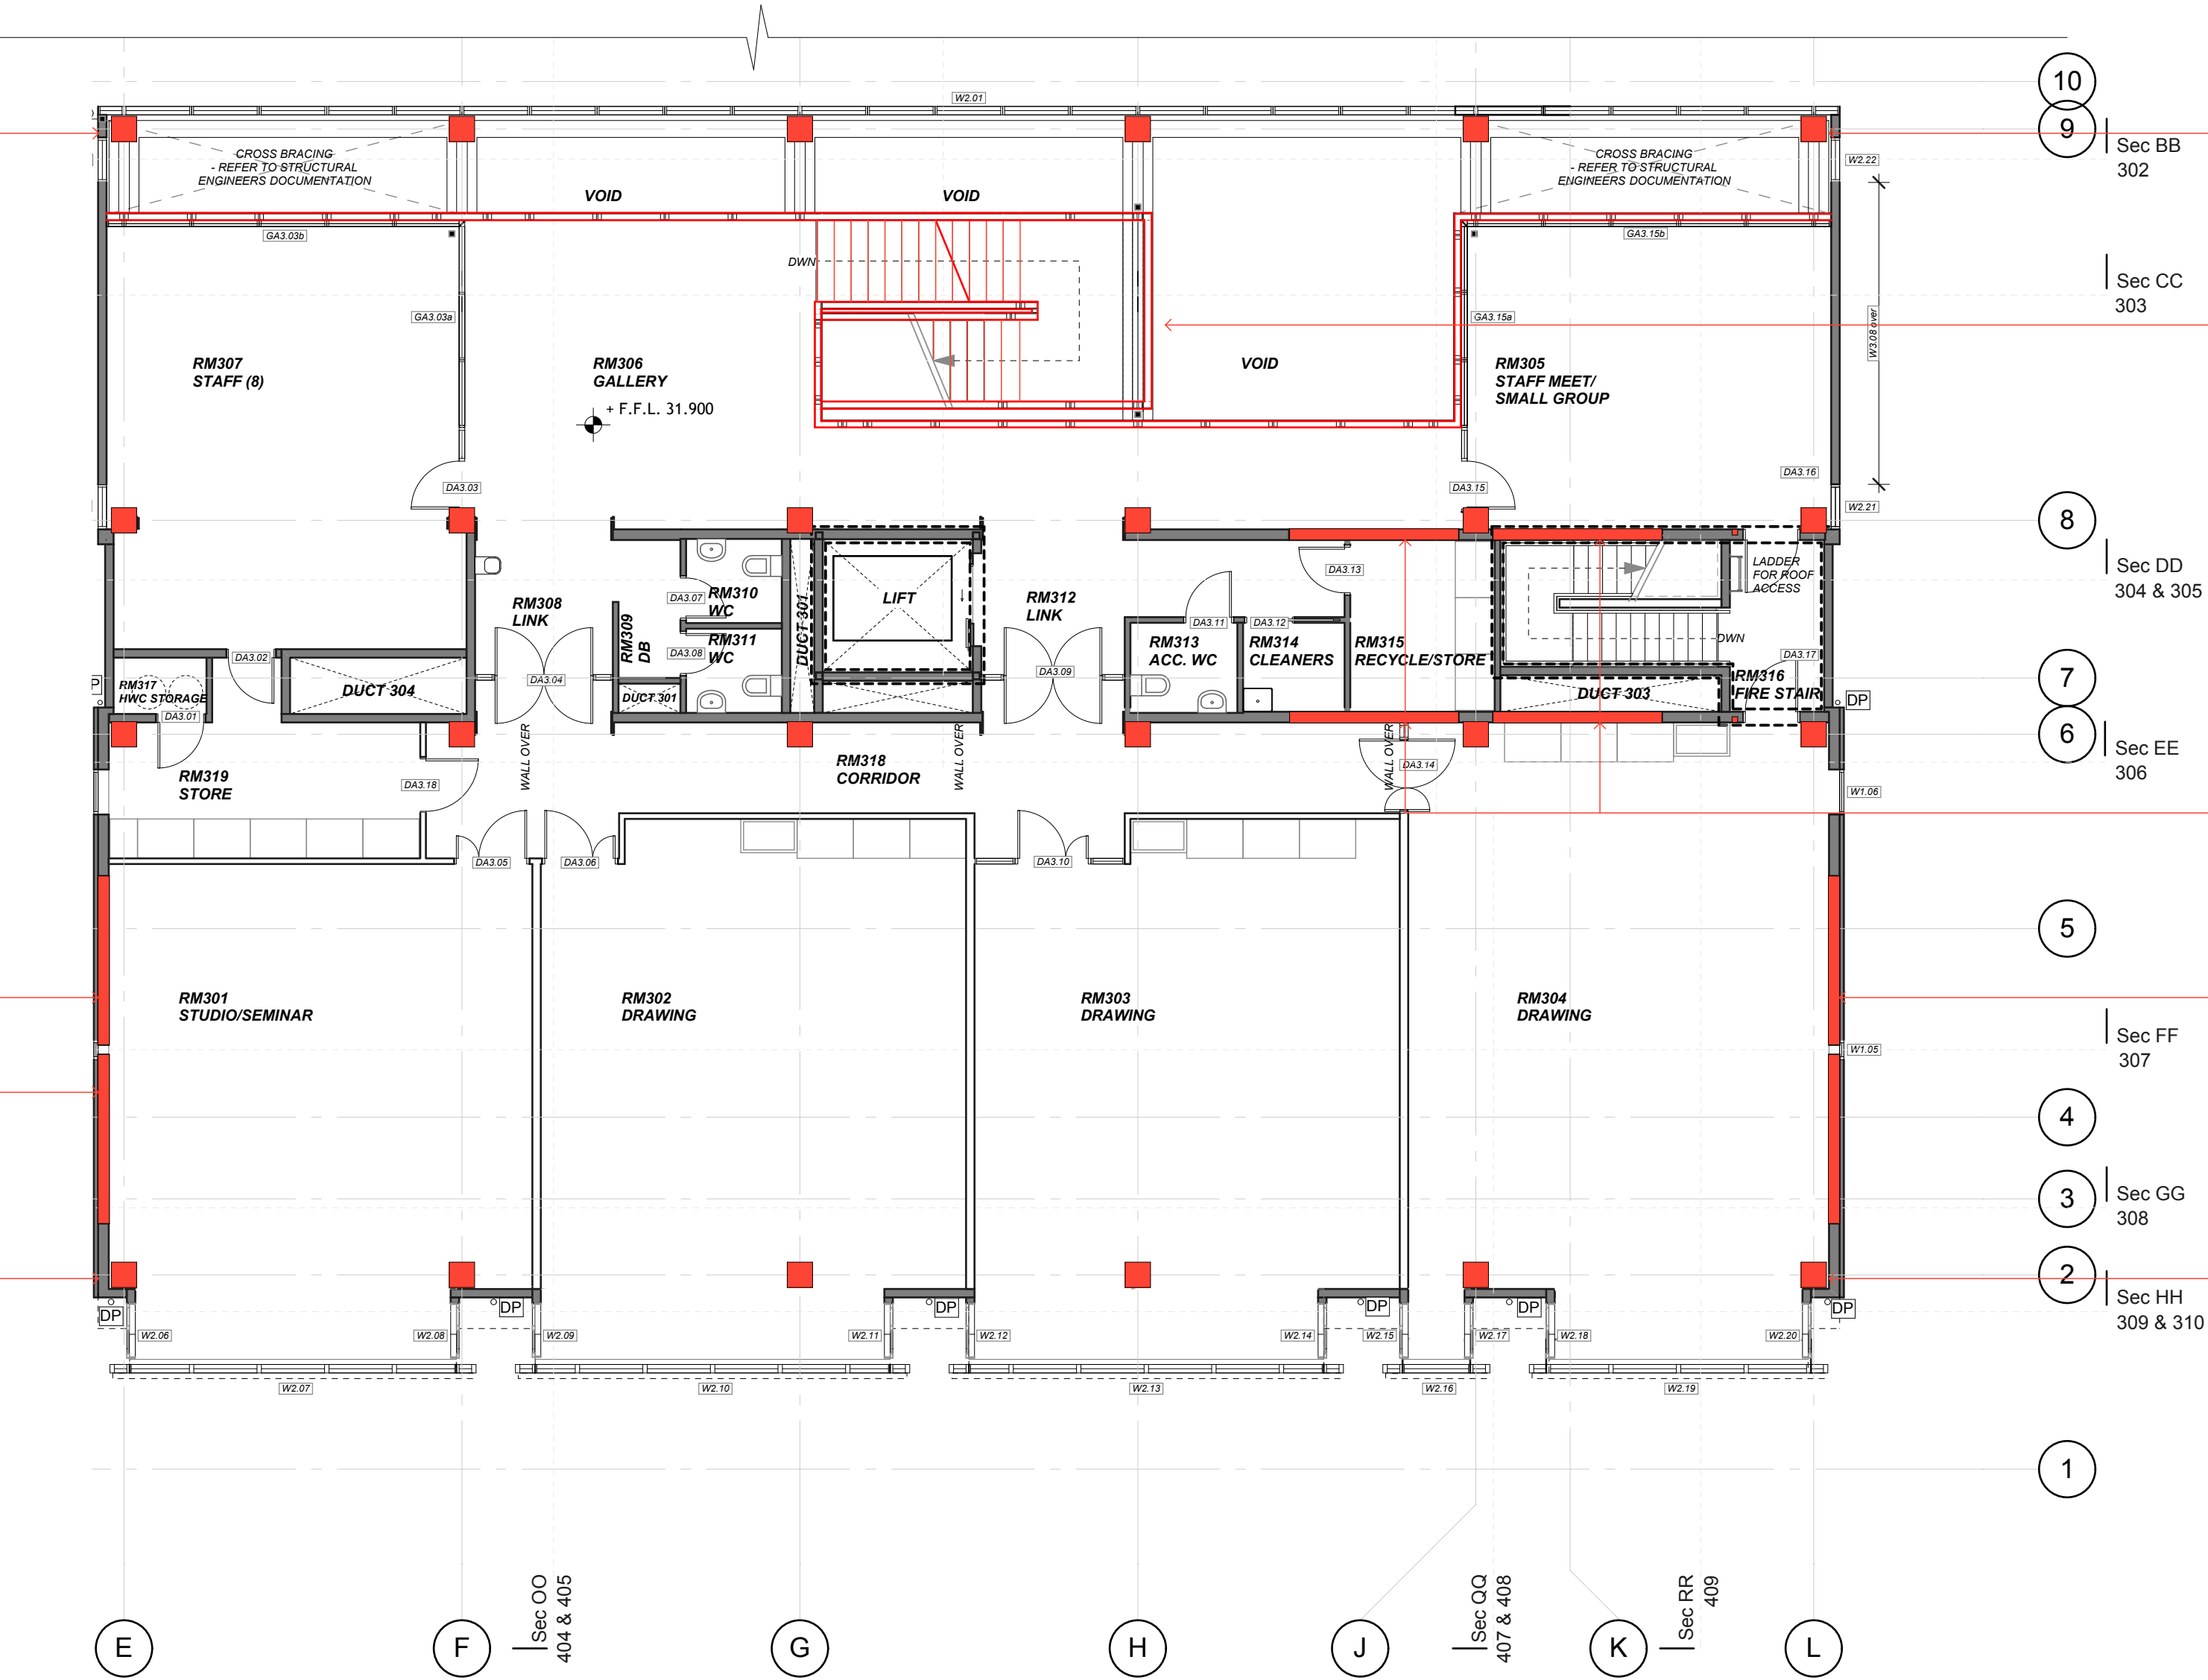 10
W2.01
9
Sec BB
302
CROSS BRACING
- REFER TO STRUCTURAL
ENGINEERS DOCUMENTATION
CROSS BRACING
- REFER TO STRUCTURAL
ENGINEERS DOCUMENTATION
W2.22
VOID
VOID
GA3.03b
GA3.15b
DWN
Sec CC
303
GA3.03a
GA3.15a
W3.08 over
RM307
STAFF (8)
RM306
GALLERY
+ F.F.L. 31.900
VOID
RM305
STAFF MEET/
SMALL GROUP
DA3.16
DA3.03
DA3.15
W2.21
8
Sec DD
304 & 305
DA3.13
LADDER
FOR ROOF
ACCESS
RM308
LINK
DA3.07
RM310
WC
LIFT
RM312
LINK
RM309
DB
DUCT 301
DA3.11
DA3.12
DWN
DA3.02
DA3.08
RM311
WC
RM313
ACC. WC
RM314
CLEANERS
RM315
RECYCLE/STORE
DA3.17
DA3.04
DA3.09
7
RM317
HWC STORAGE
DUCT 304
DUCT 301
DUCT 303
RM316
FIRE STAIR
DP
DA3.01
6
Sec EE
306
WALL OVER
WALL OVER
WALL OVER
RM318
CORRIDOR
DA3.14
RM319
STORE
DA3.18
W1.06
DA3.05
DA3.06
DA3.10
5
RM301
STUDIO/SEMINAR
RM302
DRAWING
RM303
DRAWING
RM304
DRAWING
Sec FF
307
W1.05
4
3
Sec GG
308
2
Sec HH
309 & 310
DP
DP
DP
DP
DP
DP
W2.06
W2.08
W2.09
W2.11
W2.12
W2.14
W2.15
W2.17
W2.18
W2.20
W2.07
W2.10
W2.13
W2.16
W2.19
1
E
F
Sec OO
404 & 405
G
H
J
Sec QQ
407 & 408
K
Sec RR
409
L